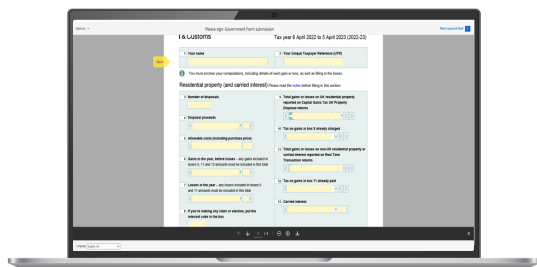 Options
Please sign: Government Form submission
Next required field
& Customs
Tax year 6 April 2022 to 5 April 2023 (2022-23)
Start
1 Your name
2 Your Unique Taxpayer Reference (UTR)
You must enclose your computations, including details of each gain or loss, as well as filling in the boxes.
Residential property (and carried interest) Please read the notes before filling in this section.
3 Number of disposals
4 Disposal proceeds
£
5 Allowable costs (including purchase price)
£
6 Gains in the year, before losses – any gains included in
boxes 9, 11 and 13 amounts must be included in this total
£
7 Losses in the year – any losses included in boxes 9
and 11 amounts must be included in this total
£
8 If you're making any claim or election, put the
relevant code in the box
9 Total gains or losses on UK residential property
reported on Capital Gains Tax UK Property
Disposal returns
£
10 Tax on gains in box 9 already charged
£
11 Total gains or losses on non-UK residential property or
carried interest reported on Real Time
Transaction returns
£
12 Tax on gains in box 11 already paid
£
13 Carried interest
£
Language